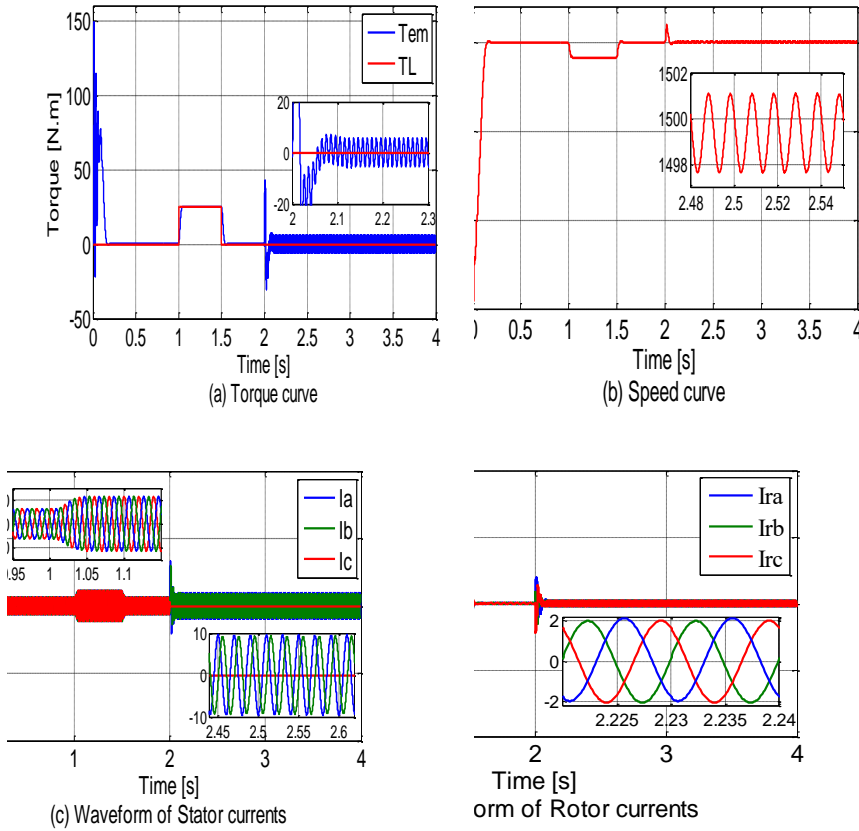 150
100
50
0
-50
Torque [N.m]
Tem
TL
20
0
-20
2 2.1 2.2 2.3
0 0.5 1 1.5 2 2.5 3 3.5 4
Time [s]
(a) Torque curve
1502
1500
1498
2.48 2.5 2.52 2.54
0.5 1 1.5 2 2.5 3 3.5 4
Time [s]
(b) Speed curve
Ia
Ib
Ic
1 1.05 1.1
10
0
-10
2.45 2.5 2.55 2.6
1 2 3 4
Time [s]
(c) Waveform of Stator currents
Ira
Irb
Irc
2
0
-2
2.225 2.23 2.235 2.24
2 3 4
Time [s]
orm of Rotor currents